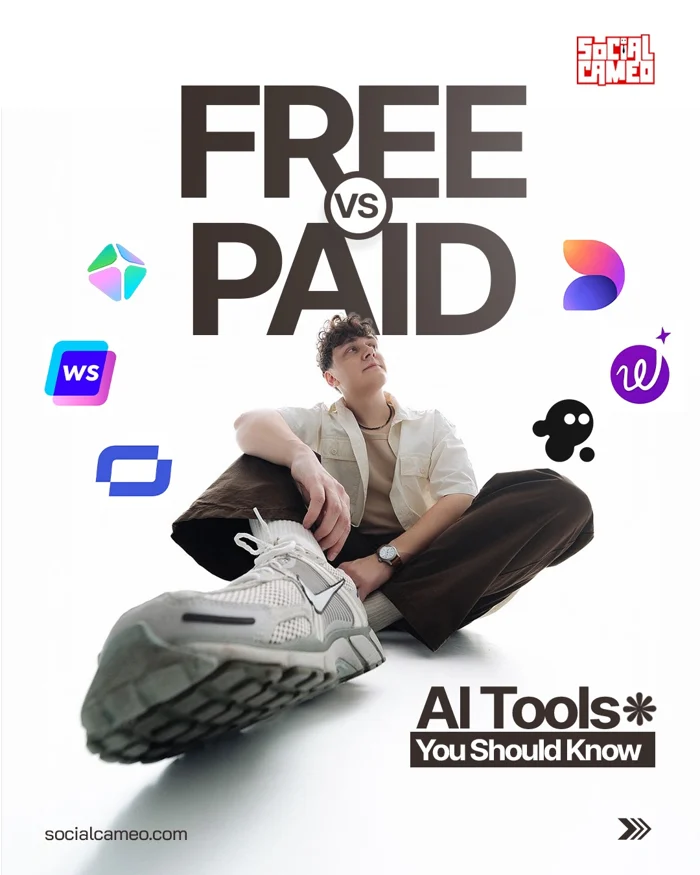 SOCIAL
CAMEO
FREE
VS
PAID
WS
W
AI Tools*
You Should Know
socialcameo.com